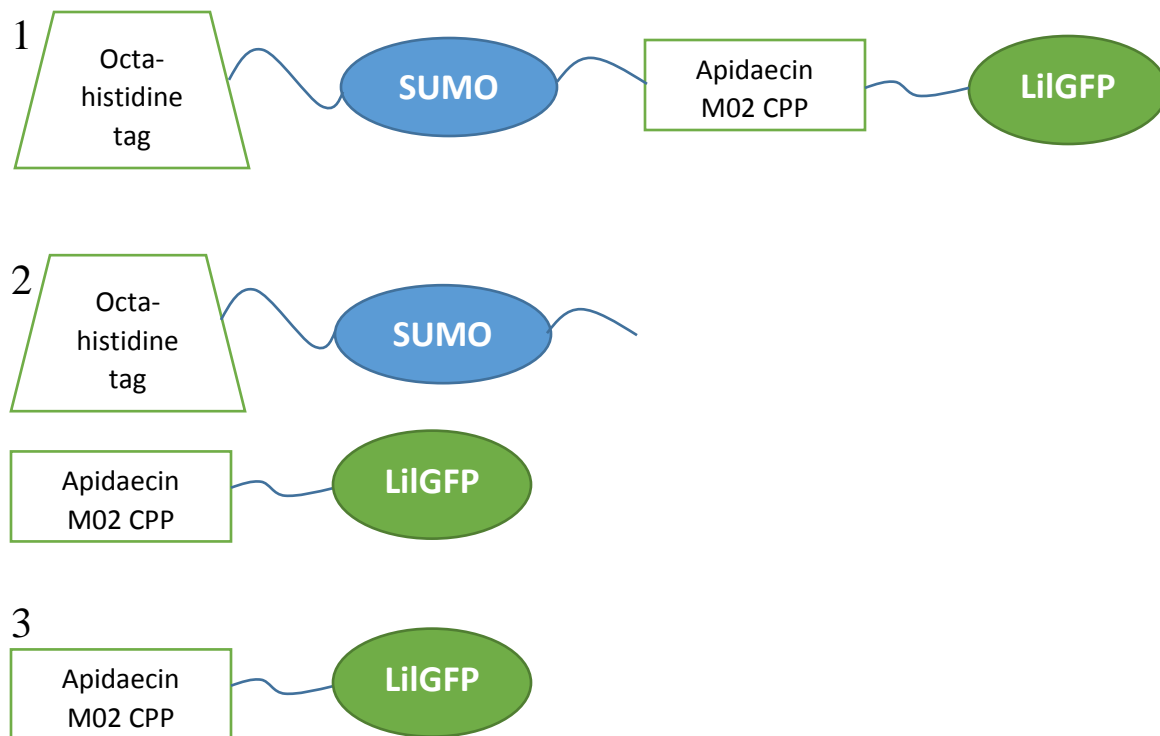 1
Octa-
histidine
tag
SUMO
Apidaecin
M02 CPP
LilGFP
2
Octa-
histidine
tag
SUMO
Apidaecin
M02 CPP
LilGFP
3
Apidaecin
M02 CPP
LilGFP